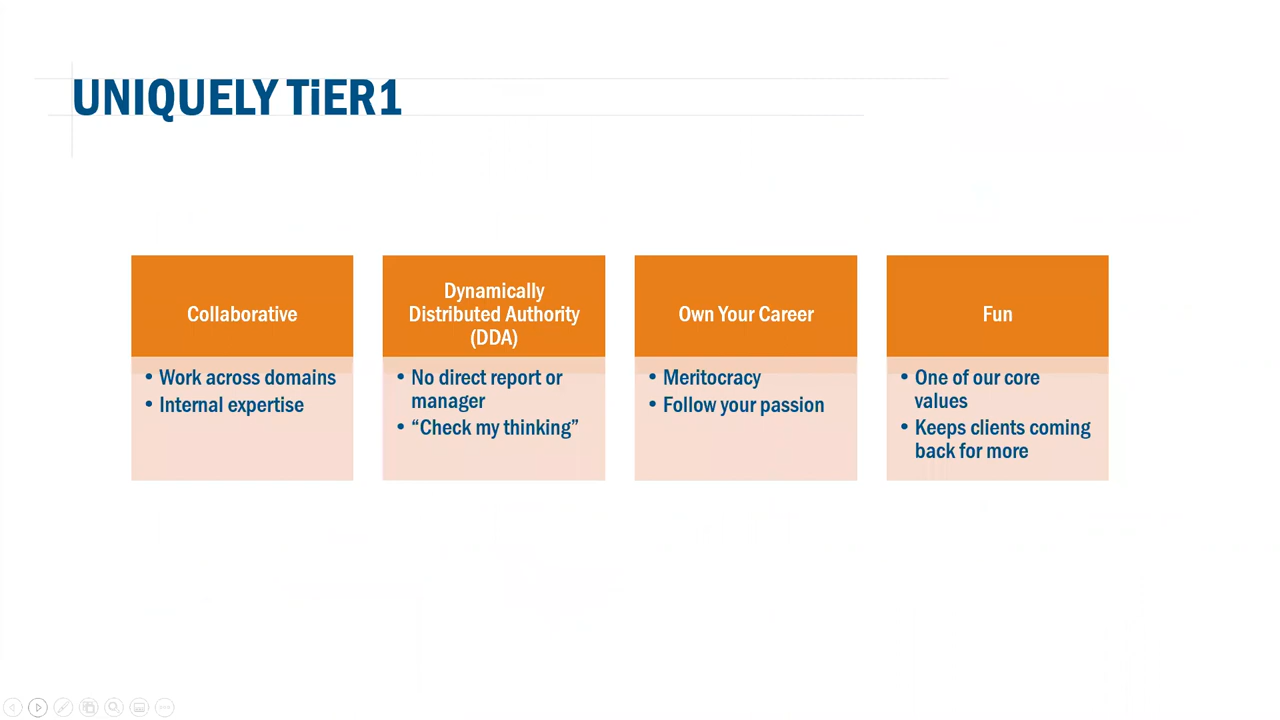 UNIQUELY TiER1
Collaborative
• Work across domains
• Internal expertise
Dynamically
Distributed Authority
(DDA)
• No direct report or
manager
• “Check my thinking”
Own Your Career
• Meritocracy
• Follow your passion
Fun
• One of our core
values
• Keeps clients coming
back for more